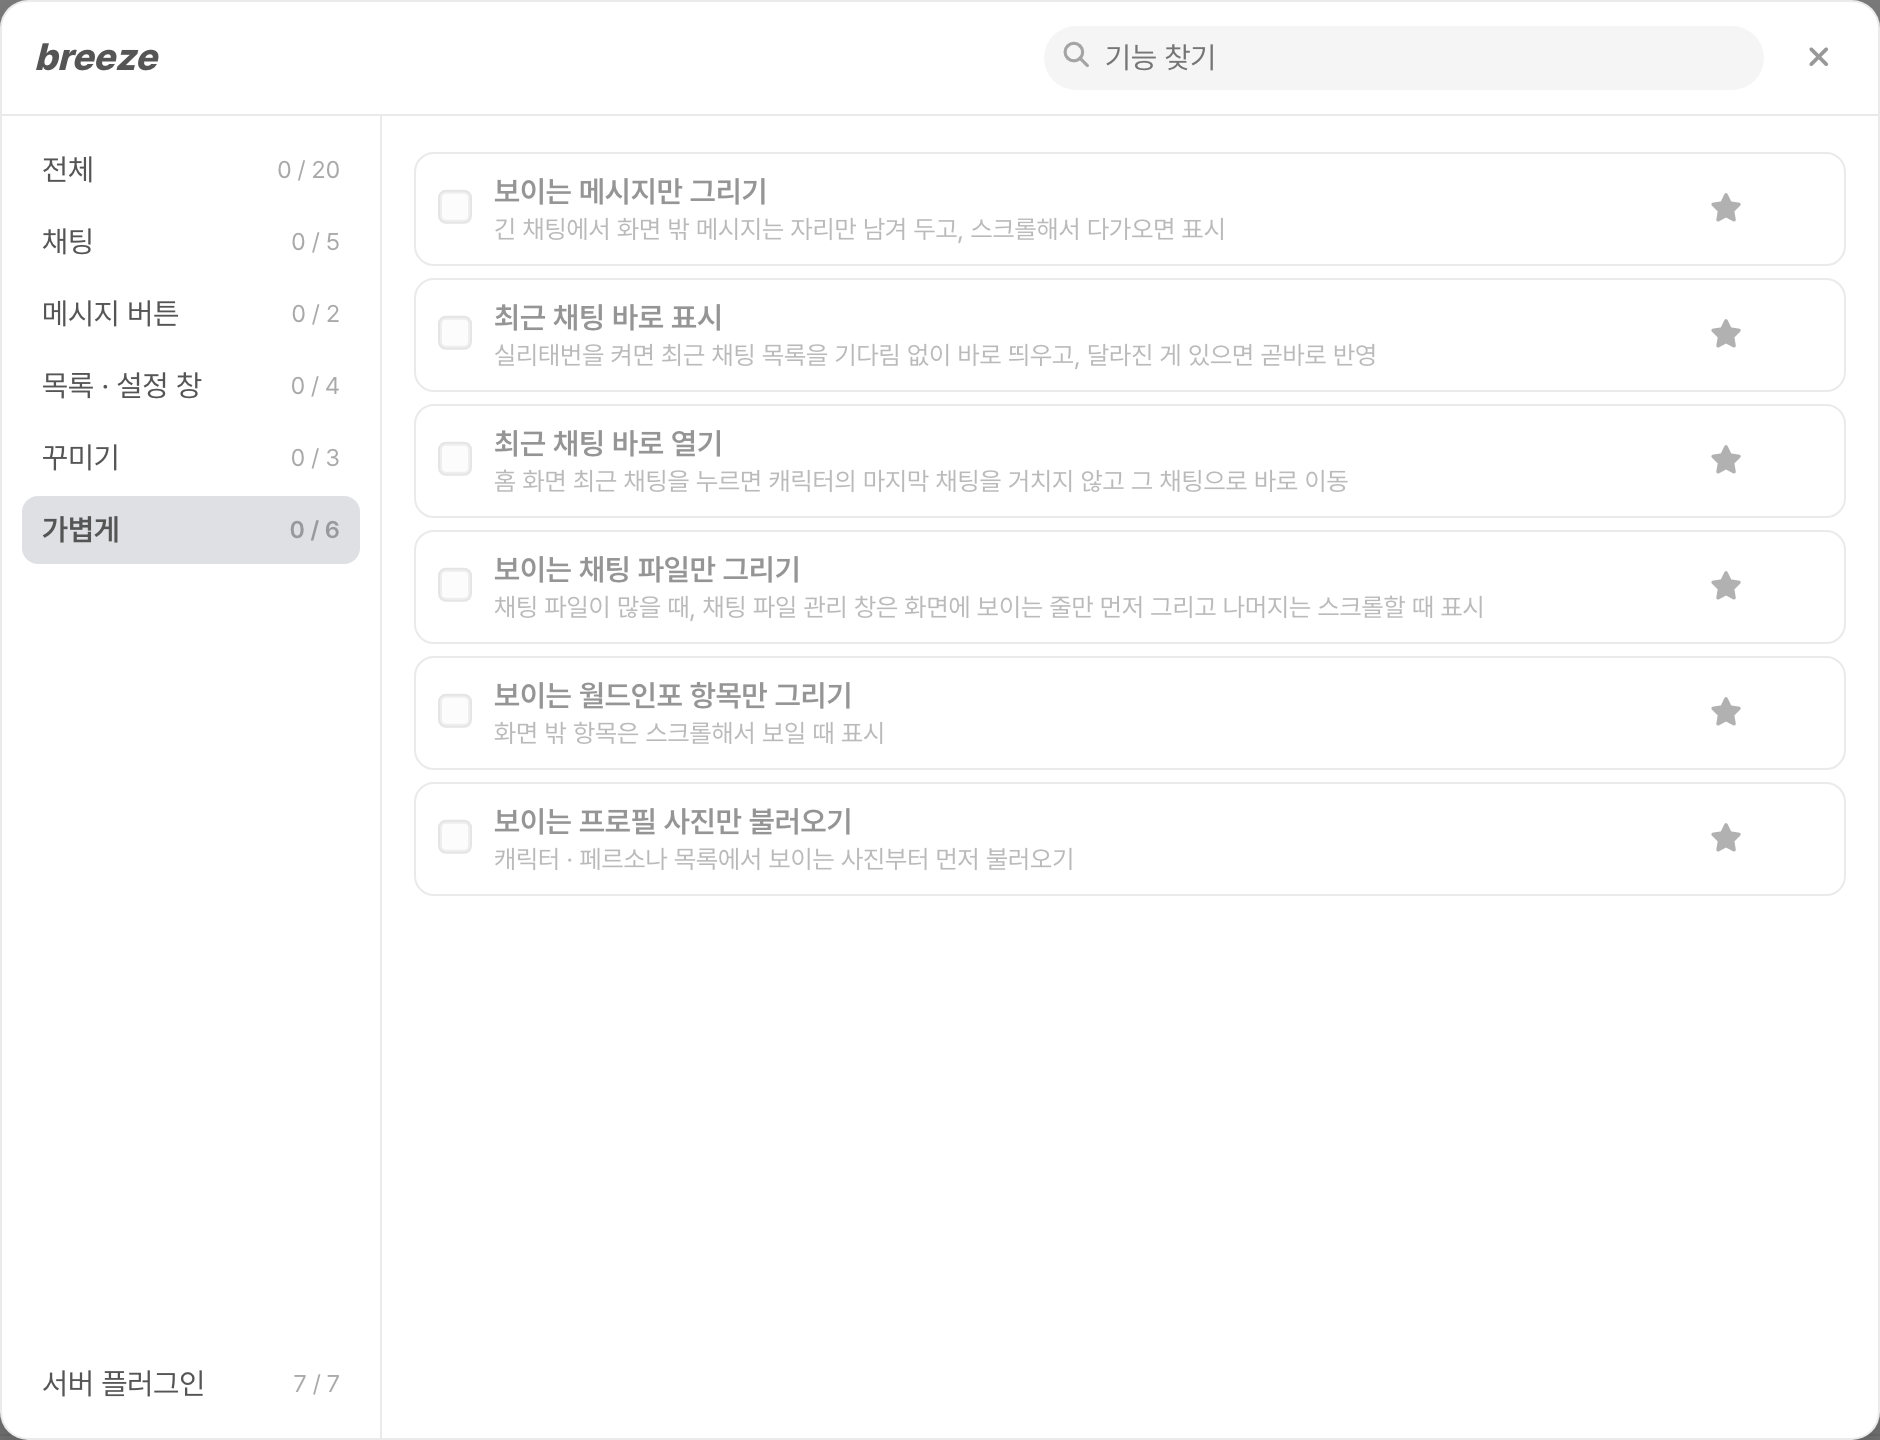 breeze
기능 찾기
전체 0 / 20
채팅 0 / 5
메시지 버튼 0 / 2
목록 · 설정 창 0 / 4
꾸미기 0 / 3
가볍게 0 / 6
서버 플러그인 7 / 7
보이는 메시지만 그리기
긴 채팅에서 화면 밖 메시지는 자리만 남겨 두고, 스크롤해서 다가오면 표시
최근 채팅 바로 표시
실리태번을 켜면 최근 채팅 목록을 기다림 없이 바로 띄우고, 달라진 게 있으면 곧바로 반영
최근 채팅 바로 열기
홈 화면 최근 채팅을 누르면 캐릭터의 마지막 채팅을 거치지 않고 그 채팅으로 바로 이동
보이는 채팅 파일만 그리기
채팅 파일이 많을 때, 채팅 파일 관리 창은 화면에 보이는 줄만 먼저 그리고 나머지는 스크롤할 때 표시
보이는 월드인포 항목만 그리기
화면 밖 항목은 스크롤해서 보일 때 표시
보이는 프로필 사진만 불러오기
캐릭터 · 페르소나 목록에서 보이는 사진부터 먼저 불러오기